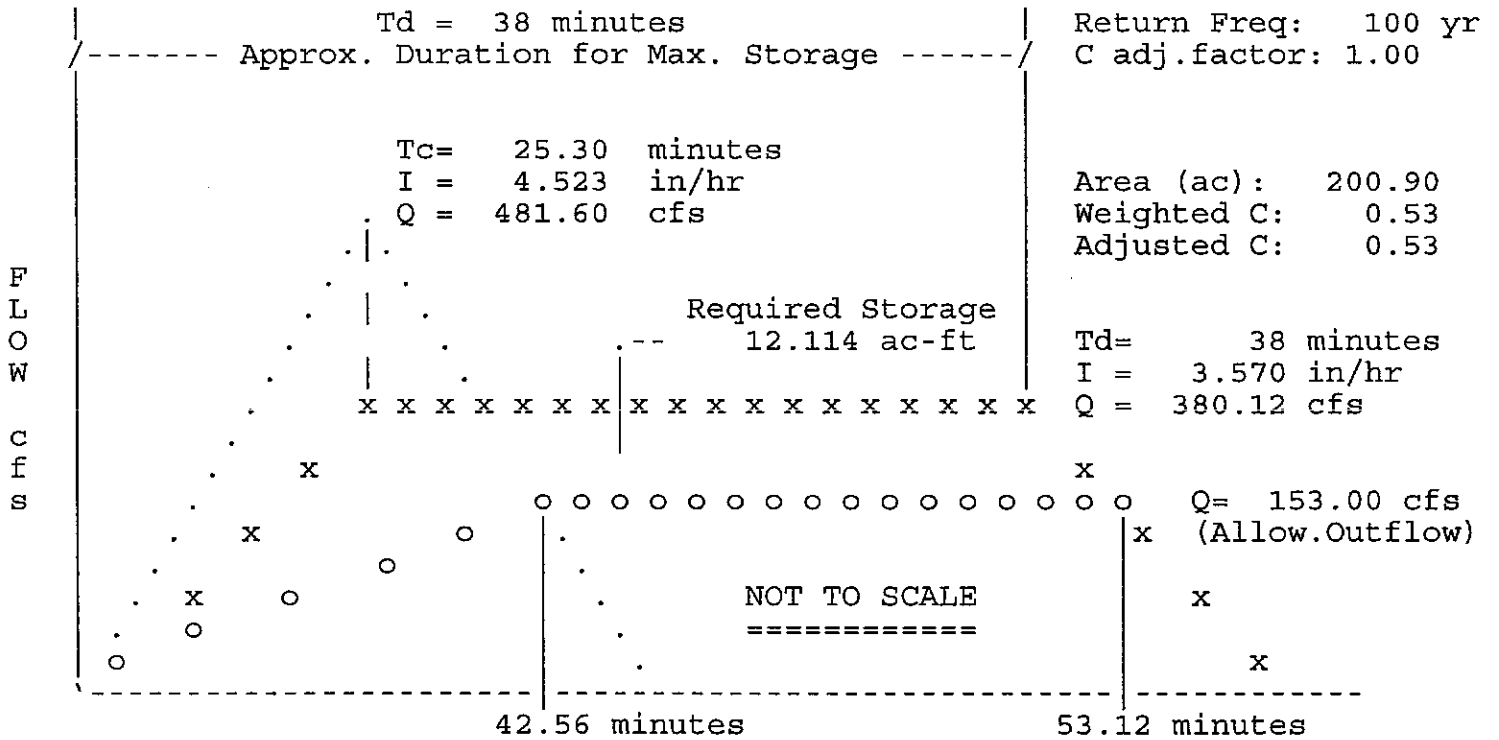 Td = 38 minutes Return Freq: 100 yr
/------- Approx. Duration for Max. Storage ------/ C adj.factor: 1.00
Tc= 25.30 minutes
I = 4.523 in/hr Area (ac): 200.90
Q = 481.60 cfs Weighted C: 0.53
Adjusted C: 0.53
FLOW cfs
Required Storage
12.114 ac-ft Td= 38 minutes
I = 3.570 in/hr
x x x x x x x x x x x x x x x x x x Q = 380.12 cfs
x x
o o o o o o o o o o o o o o o o Q= 153.00 cfs
x o x (Allow.Outflow)
o
x o NOT TO SCALE x
o ============
o x
42.56 minutes 53.12 minutes